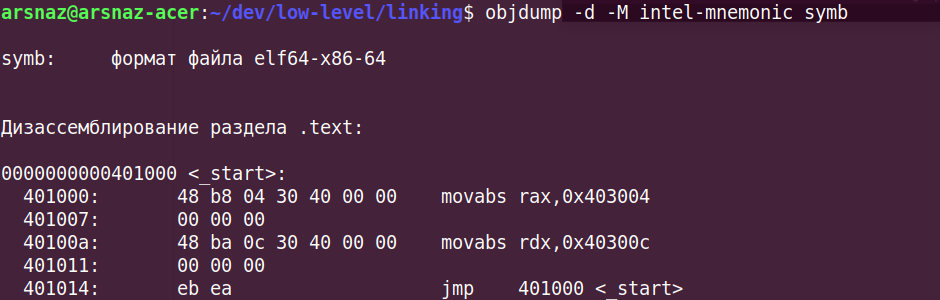 arsnaz@arsnaz-acer:~/dev/low-level/linking$ objdump -d -M intel-mnemonic symb
symb:     формат файла elf64-x86-64
Дизассемблирование раздела .text:
0000000000401000 <_start>:
  401000:       48 b8 04 30 40 00 00    movabs rax,0x403004
  401007:       00 00 00
  40100a:       48 ba 0c 30 40 00 00    movabs rdx,0x40300c
  401011:       00 00 00
  401014:       eb ea                   jmp    401000 <_start>